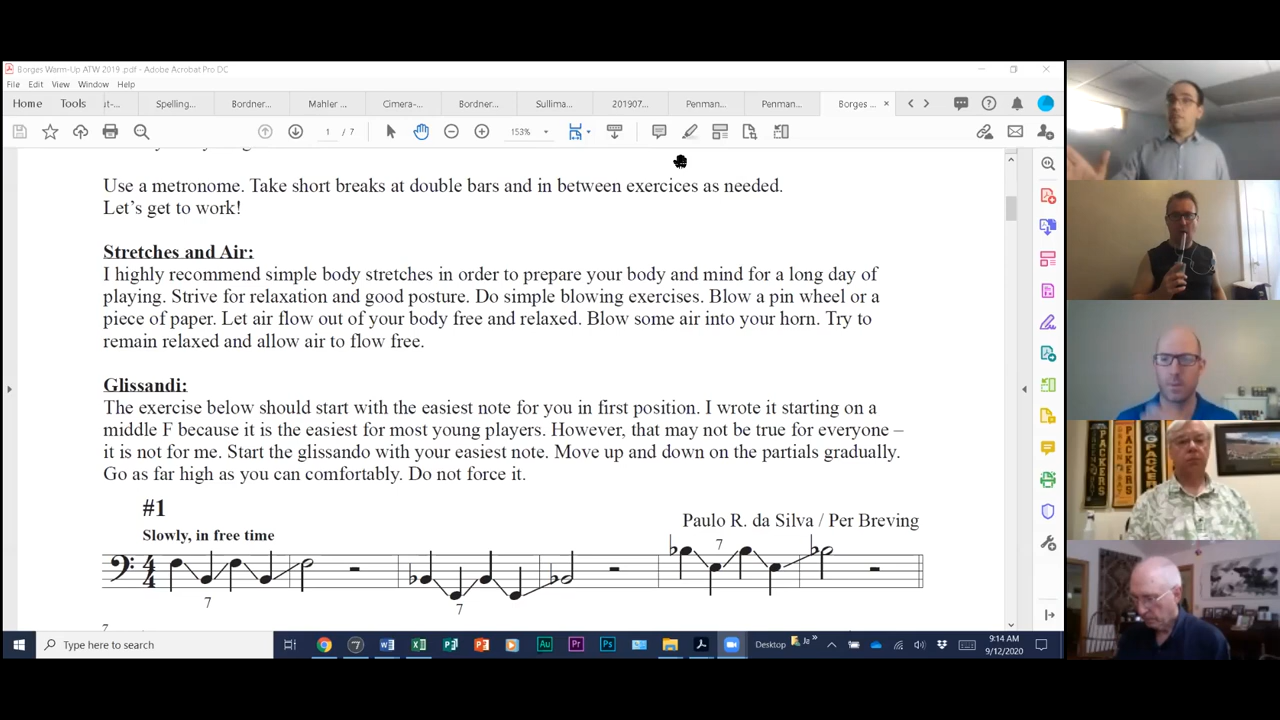 Borges Warm-Up ATW 2019 .pdf - Adobe Acrobat Pro DC
File Edit View Window Help
Home Tools ut-... Spelling... Bordner... Mahler ... Cimera-... Bordner... Sullima... 201907... Penman... Penman... Borges ... ×
1 / 7 153%
Use a metronome. Take short breaks at double bars and in between exercices as needed.
Let's get to work!
Stretches and Air:
I highly recommend simple body stretches in order to prepare your body and mind for a long day of
playing. Strive for relaxation and good posture. Do simple blowing exercises. Blow a pin wheel or a
piece of paper. Let air flow out of your body free and relaxed. Blow some air into your horn. Try to
remain relaxed and allow air to flow free.
Glissandi:
The exercise below should start with the easiest note for you in first position. I wrote it starting on a
middle F because it is the easiest for most young players. However, that may not be true for everyone –
it is not for me. Start the glissando with your easiest note. Move up and down on the partials gradually.
Go as far high as you can comfortably. Do not force it.
#1
Paulo R. da Silva / Per Breving
Slowly, in free time
7
4
4
7
7
7
Type here to search
Au Pr Ps
Desktop
9:14 AM
9/12/2020
PACKERS
PACKERS